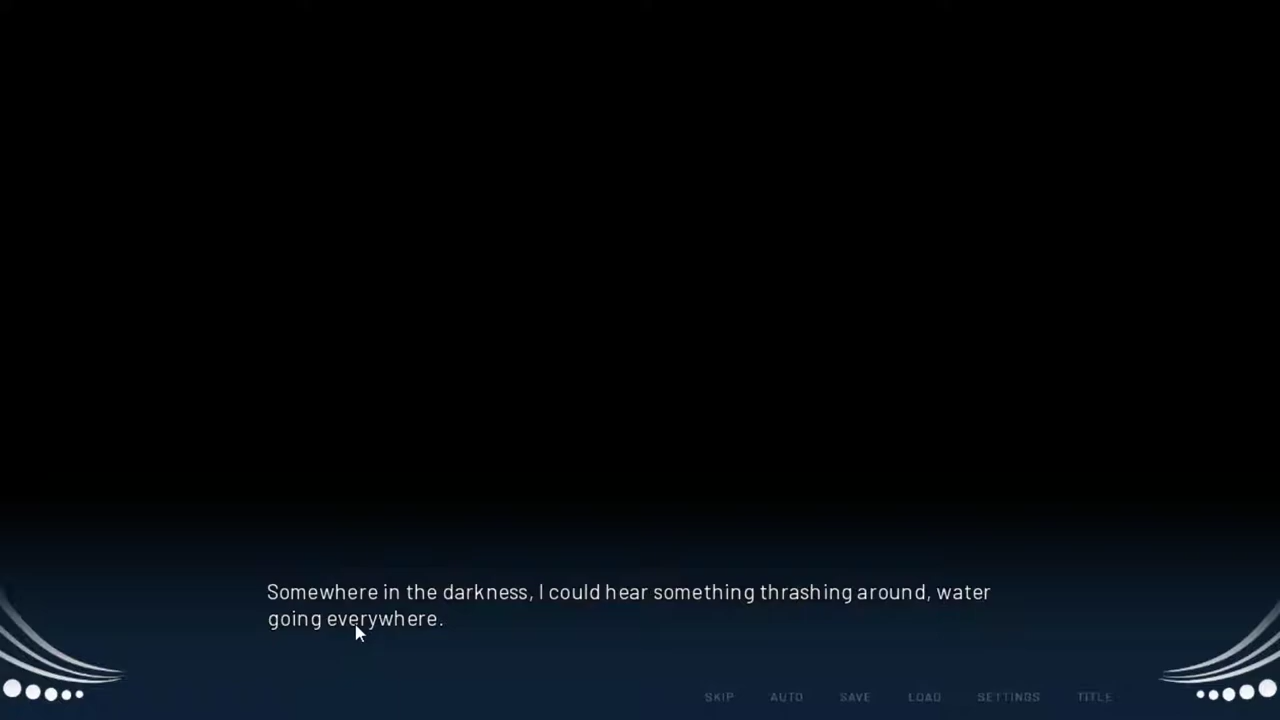 Somewhere in the darkness, I could hear something thrashing around, water
going everywhere.
SKIP AUTO SAVE LOAD SETTINGS TITLE